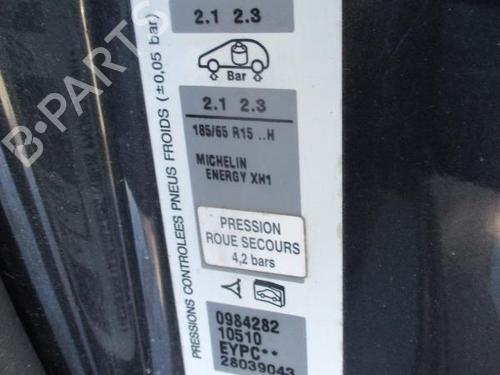 2.1 2.3
Bar
2.1 2.3
185/65 R15 ..H
MICHELIN
ENERGY XH1
PRESSION
ROUE SECOURS
4,2 bars
0984282
10510
EYPC**
28039043
PRESSIONS CONTROLEES PNEUS FROIDS (±0,05 bar)
B-PARTS